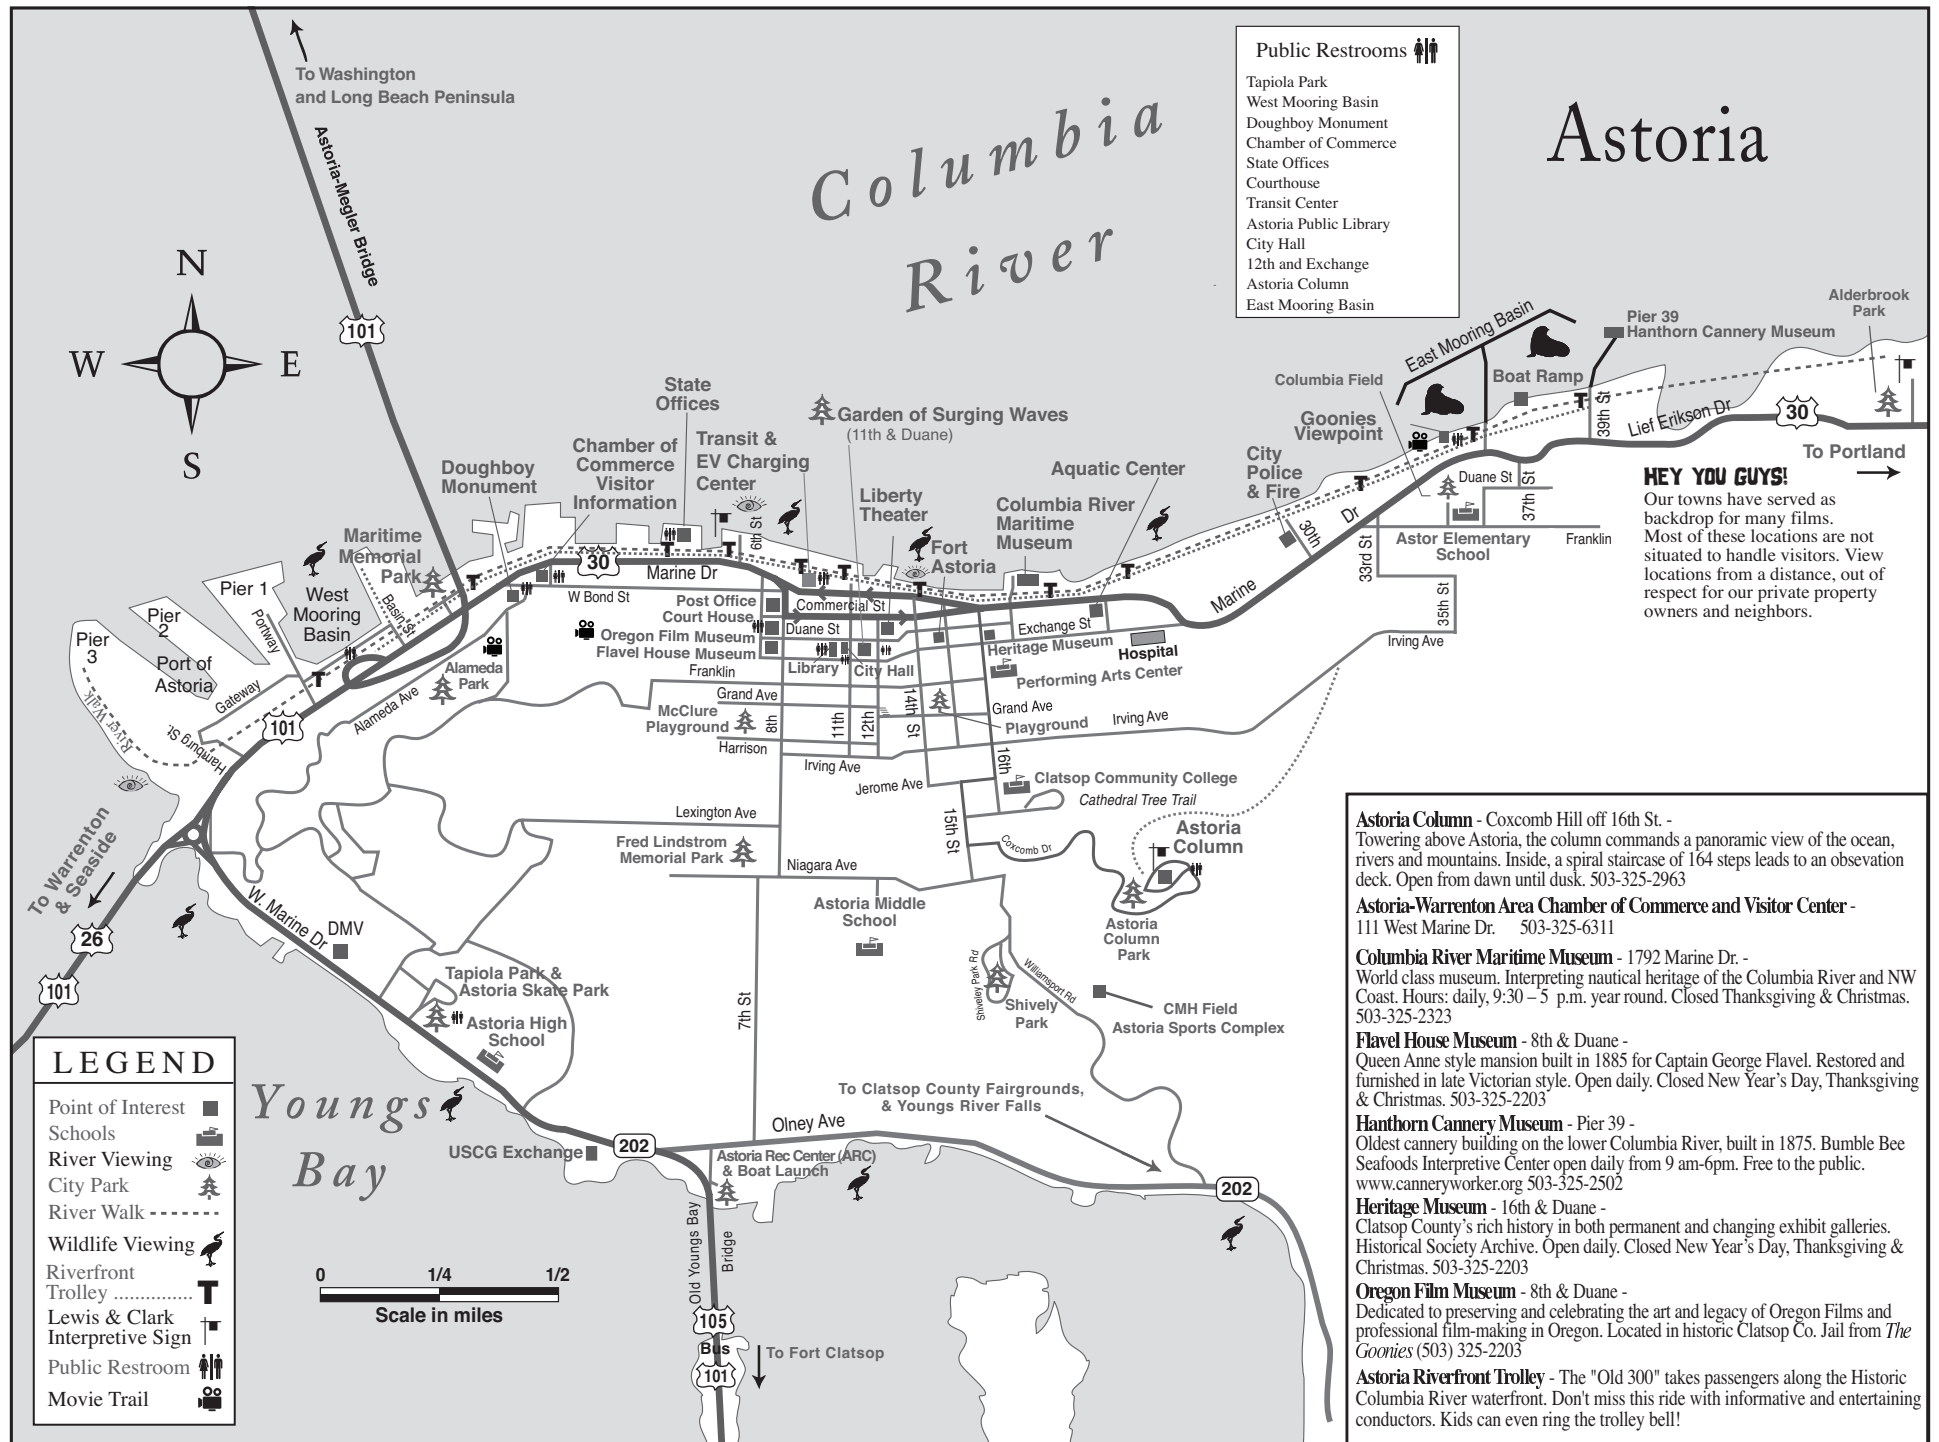 To Washington
and Long Beach Peninsula
Astoria-Megler Bridge
101
Columbia
River
Public Restrooms
Tapiola Park
West Mooring Basin
Doughboy Monument
Chamber of Commerce
State Offices
Courthouse
Transit Center
Astoria Public Library
City Hall
12th and Exchange
Astoria Column
East Mooring Basin
Astoria
N
W
E
S
Alderbrook
Park
Pier 39
Hanthorn Cannery Museum
East Mooring Basin
Boat Ramp
Columbia Field
Goonies
Viewpoint
39th St
Lief Erikson Dr
30
To Portland
HEY YOU GUYS!
Our towns have served as
backdrop for many films.
Most of these locations are not
situated to handle visitors. View
locations from a distance, out of
respect for our private property
owners and neighbors.
State
Offices
Garden of Surging Waves
(11th & Duane)
Transit &
EV Charging
Center
Chamber of
Commerce
Visitor
Information
Doughboy
Monument
Liberty
Theater
Aquatic Center
Columbia River
Maritime
Museum
City
Police
& Fire
Duane St
37th St
Astor Elementary
School
Franklin
30th
Dr
Marine
33rd St
35th St
Irving Ave
Fort
Astoria
6th St
Maritime
Memorial
Park
30
Marine Dr
W Bond St
Post Office
Court House
Oregon Film Museum
Flavel House Museum
Commercial St
Duane St
Library
City Hall
Exchange St
Heritage Museum
Hospital
Performing Arts Center
Pier 1
Pier
2
Pier
3
West
Mooring
Basin
Basin St
Portway
Port of
Astoria
Gateway
River Walk
Hamburg St.
101
Alameda Ave
Alameda
Park
Franklin
Grand Ave
McClure
Playground
Harrison
8th
11th
12th
14th St
Grand Ave
Playground
Irving Ave
Irving Ave
Jerome Ave
16th
Clatsop Community College
Cathedral Tree Trail
15th St
Coxcomb Dr
Astoria
Column
Astoria
Column
Park
Lexington Ave
Fred Lindstrom
Memorial Park
Niagara Ave
Astoria Middle
School
To Warrenton
& Seaside
26
101
W. Marine Dr
DMV
Tapiola Park &
Astoria Skate Park
Astoria High
School
7th St
Shiveley Park Rd
Shively
Park
Williamsport Rd
CMH Field
Astoria Sports Complex
To Clatsop County Fairgrounds,
& Youngs River Falls
Olney Ave
202
202
USCG Exchange
Astoria Rec Center (ARC)
& Boat Launch
Old Youngs Bay
Bridge
105
Bus
101
To Fort Clatsop
Youngs
Bay
0 1/4 1/2
Scale in miles
LEGEND
Point of Interest
Schools
River Viewing
City Park
River Walk
Wildlife Viewing
Riverfront
Trolley ...............
Lewis & Clark
Interpretive Sign
Public Restroom
Movie Trail
Astoria Column - Coxcomb Hill off 16th St. -
Towering above Astoria, the column commands a panoramic view of the ocean,
rivers and mountains. Inside, a spiral staircase of 164 steps leads to an obsevation
deck. Open from dawn until dusk. 503-325-2963
Astoria-Warrenton Area Chamber of Commerce and Visitor Center -
111 West Marine Dr. 503-325-6311
Columbia River Maritime Museum - 1792 Marine Dr. -
World class museum. Interpreting nautical heritage of the Columbia River and NW
Coast. Hours: daily, 9:30 – 5 p.m. year round. Closed Thanksgiving & Christmas.
503-325-2323
Flavel House Museum - 8th & Duane -
Queen Anne style mansion built in 1885 for Captain George Flavel. Restored and
furnished in late Victorian style. Open daily. Closed New Year's Day, Thanksgiving
& Christmas. 503-325-2203
Hanthorn Cannery Museum - Pier 39 -
Oldest cannery building on the lower Columbia River, built in 1875. Bumble Bee
Seafoods Interpretive Center open daily from 9 am-6pm. Free to the public.
www.canneryworker.org 503-325-2502
Heritage Museum - 16th & Duane -
Clatsop County's rich history in both permanent and changing exhibit galleries.
Historical Society Archive. Open daily. Closed New Year's Day, Thanksgiving &
Christmas. 503-325-2203
Oregon Film Museum - 8th & Duane -
Dedicated to preserving and celebrating the art and legacy of Oregon Films and
professional film-making in Oregon. Located in historic Clatsop Co. Jail from The
Goonies (503) 325-2203
Astoria Riverfront Trolley - The "Old 300" takes passengers along the Historic
Columbia River waterfront. Don't miss this ride with informative and entertaining
conductors. Kids can even ring the trolley bell!